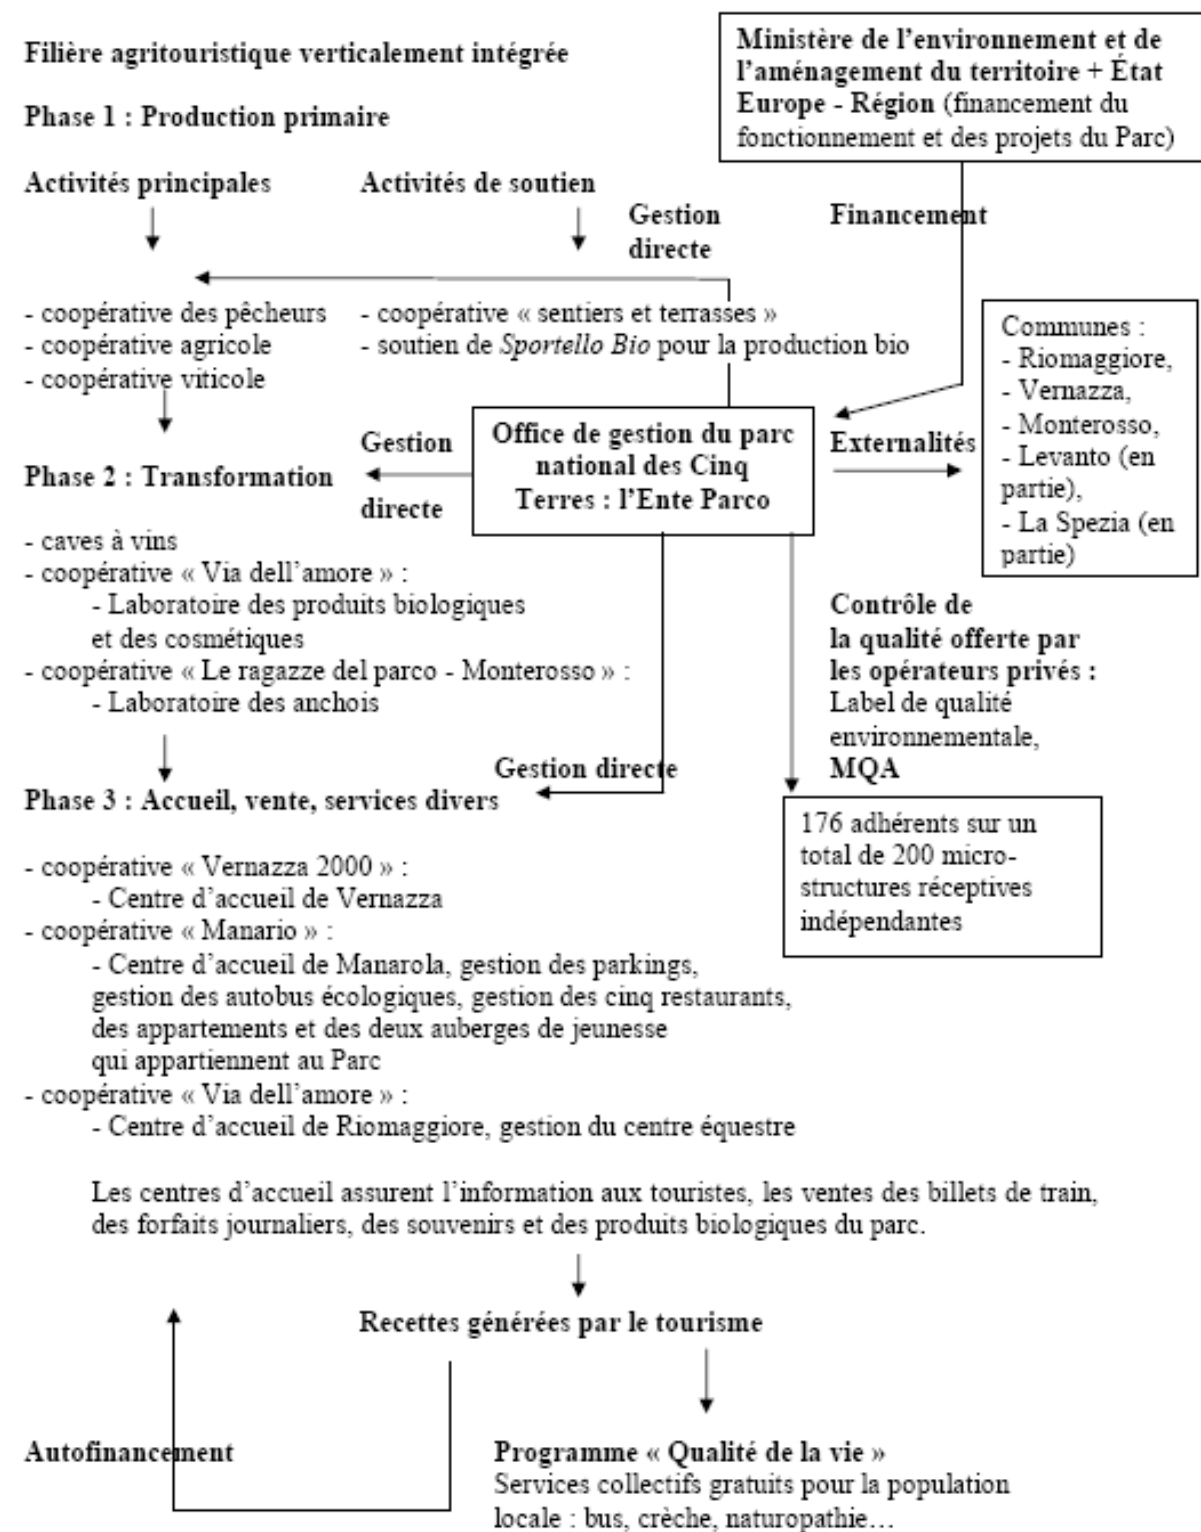 Filière agritouristique verticalement intégrée
Ministère de l'environnement et de
l'aménagement du territoire + État
Europe - Région (financement du
fonctionnement et des projets du Parc)
Phase 1 : Production primaire
Activités principales
Activités de soutien
Gestion
directe
Financement
- coopérative des pêcheurs
- coopérative agricole
- coopérative viticole
- coopérative « sentiers et terrasses »
- soutien de Sportello Bio pour la production bio
Communes :
- Riomaggiore,
- Vernazza,
- Monterosso,
- Levanto (en
partie),
- La Spezia (en
partie)
Office de gestion du parc
national des Cinq
Terres : l'Ente Parco
Externalités
Gestion
directe
Phase 2 : Transformation
- caves à vins
- coopérative « Via dell'amore » :
- Laboratoire des produits biologiques
et des cosmétiques
- coopérative « Le ragazze del parco - Monterosso » :
- Laboratoire des anchois
Contrôle de
la qualité offerte par
les opérateurs privés :
Label de qualité
environnementale,
MQA
Gestion directe
Phase 3 : Accueil, vente, services divers
176 adhérents sur un
total de 200 micro-
structures réceptives
indépendantes
- coopérative « Vernazza 2000 » :
- Centre d'accueil de Vernazza
- coopérative « Manario » :
- Centre d'accueil de Manarola, gestion des parkings,
gestion des autobus écologiques, gestion des cinq restaurants,
des appartements et des deux auberges de jeunesse
qui appartiennent au Parc
- coopérative « Via dell'amore » :
- Centre d'accueil de Riomaggiore, gestion du centre équestre
Les centres d'accueil assurent l'information aux touristes, les ventes des billets de train,
des forfaits journaliers, des souvenirs et des produits biologiques du parc.
Recettes générées par le tourisme
Autofinancement
Programme « Qualité de la vie »
Services collectifs gratuits pour la population
locale : bus, crèche, naturopathie…